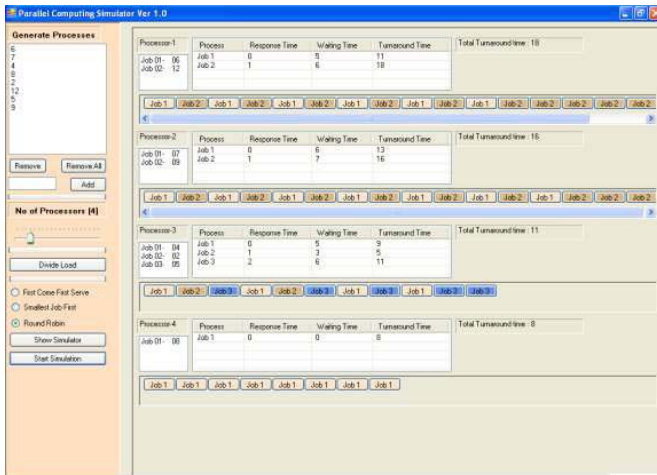 Parallel Computing Simulator Ver 1.0
Generate Processes
6
7
4
8
2
12
5
9
Remove Remove All
Add
No of Processors [4]
Divide Load
First Come First Serve
Smallest Job First
Round Robin
Show Simulator
Start Simulation
Processor-1
Job 01- 06
Job 02- 12
Process Response Time Waiting Time Turnaround Time
Job 1 0 5 11
Job 2 1 6 18
Total Turnaround time : 18
Job 1 Job 2 Job 1 Job 2 Job 1 Job 2 Job 1 Job 2 Job 1 Job 2 Job 1 Job 2 Job 2 Job 2 Job 2 Job 2
Processor-2
Job 01- 07
Job 02- 09
Process Response Time Waiting Time Turnaround Time
Job 1 0 6 13
Job 2 1 7 16
Total Turnaround time : 16
Job 1 Job 2 Job 1 Job 2 Job 1 Job 2 Job 1 Job 2 Job 1 Job 2 Job 1 Job 2 Job 1 Job 2 Job 2 Job 2
Processor-3
Job 01- 04
Job 02- 02
Job 03- 05
Process Response Time Waiting Time Turnaround Time
Job 1 0 5 9
Job 2 1 3 5
Job 3 2 6 11
Total Turnaround time : 11
Job 1 Job 2 Job 3 Job 1 Job 2 Job 3 Job 1 Job 3 Job 1 Job 3 Job 3
Processor-4
Job 01- 08
Process Response Time Waiting Time Turnaround Time
Job 1 0 0 8
Total Turnaround time : 8
Job 1 Job 1 Job 1 Job 1 Job 1 Job 1 Job 1 Job 1